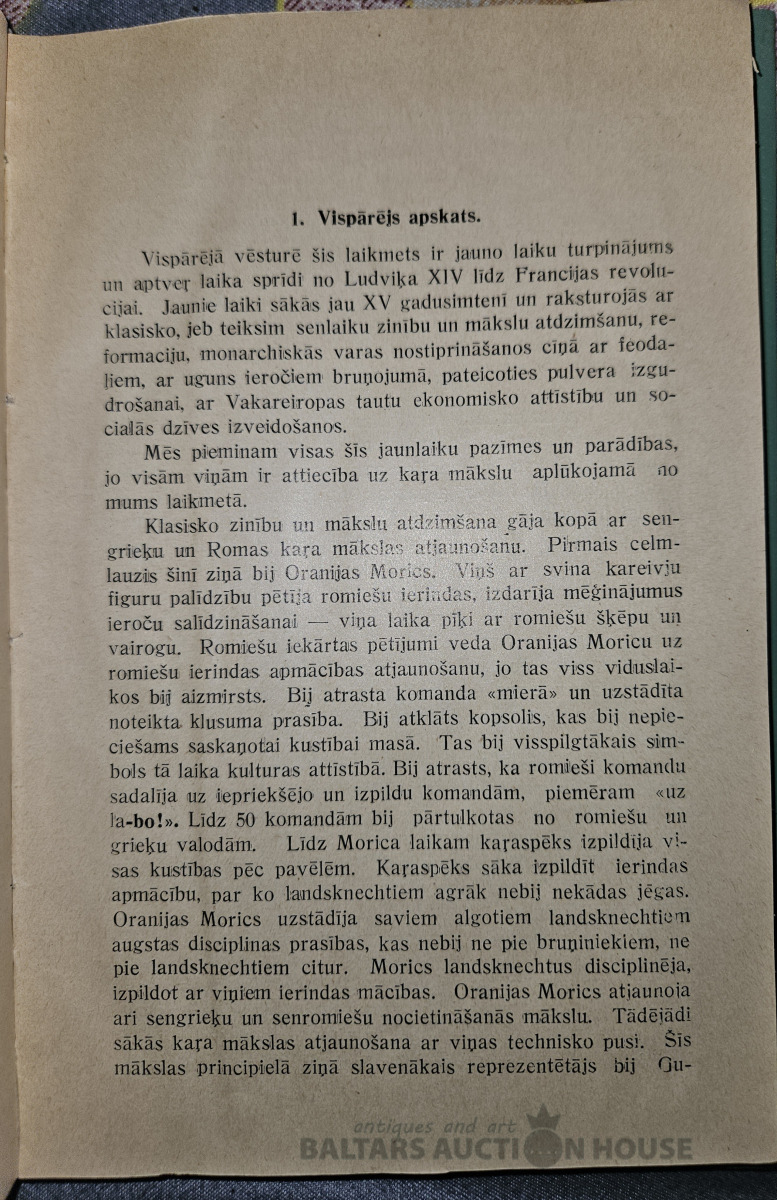 1. Vispārējs apskats.
Vispārējā vēsturē šis laikmets ir jauno laiku turpinājums
un aptver laika sprīdi no Ludviķa XIV līdz Francijas revolu-
cijai. Jaunie laiki sākās jau XV gadusimtenī un raksturojās ar
klasisko, jeb teiksim senlaiku zinību un mākslu atdzimšanu, re-
formaciju, monarchiskās varas nostiprināšanos cīņā ar feoda-
liem, ar uguns ieročiem bruņojumā, pateicoties pulvera izgu-
drošanai, ar Vakareiropas tautu ekonomisko attīstību un so-
cialās dzīves izveidošanos.
Mēs pieminam visas šīs jaunlaiku pazīmes un parādības,
jo visām viņām ir attiecība uz kaŗa mākslu aplūkojamā no
mums laikmetā.
Klasisko zinību un mākslu atdzimšana gāja kopā ar sen-
grieķu un Romas kaŗa mākslas atjaunošanu. Pirmais celm-
lauzis šinī ziņā bij Oranijas Morics. Viņš ar svina kareivju
figuru palīdzību pētīja romiešu ierindas, izdarīja mēģinājumus
ieroču salīdzināšanai — viņa laika pīķi ar romiešu šķēpu un
vairogu. Romiešu iekārtas pētījumi veda Oranijas Moricu uz
romiešu ierindas apmācības atjaunošanu, jo tas viss viduslai-
kos bij aizmirsts. Bij atrasta komanda «mierā» un uzstādīta
noteikta klusuma prasība. Bij atklāts kopsolis, kas bij nepie-
ciešams saskaņotai kustībai masā. Tas bij visspilgtākais sim-
bols tā laika kulturas attīstībā. Bij atrasts, ka romieši komandu
sadalīja uz iepriekšējo un izpildu komandām, piemēram «uz
la-bo!». Līdz 50 komandām bij pārtulkotas no romiešu un
grieķu valodām. Līdz Morica laikam kaŗaspēks izpildīja vi-
sas kustības pēc pavēlēm. Kaŗaspēks sāka izpildīt ierindas
apmācību, par ko landsknechtiem agrāk nebij nekādas jēgas.
Oranijas Morics uzstādīja saviem algotiem landsknechtiem
augstas disciplinas prasības, kas nebij ne pie bruņiniekiem, ne
pie landsknechtiem citur. Morics landsknechtus disciplinēja,
izpildot ar viņiem ierindas mācības. Oranijas Morics atjaunoja
ari sengrieķu un senromiešu nocietināšanās mākslu. Tādējādi
sākās kaŗa mākslas atjaunošana ar viņas technisko pusi. Šīs
mākslas principielā ziņā slavenākais reprezentētājs bij Gu-
antiques and art
BALTARS AUCTION HOUSE